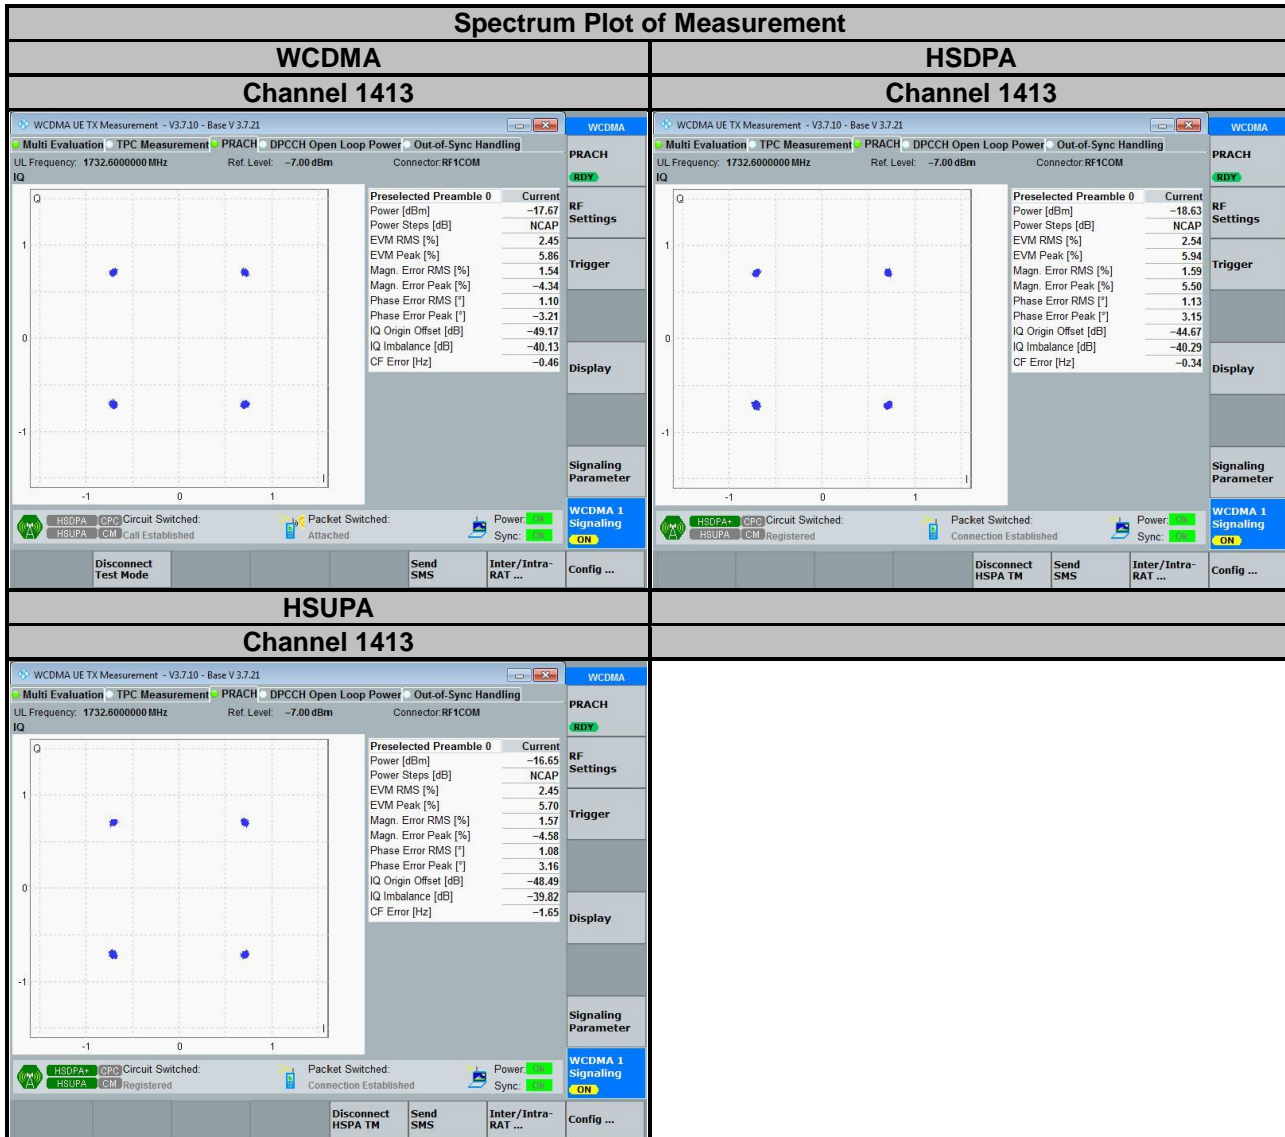 Spectrum Plot of Measurement
WCDMA
HSDPA
Channel 1413
Channel 1413
WCDMA UE TX Measurement - V3.7.10 - Base V 3.7.21
WCDMA
Multi Evaluation TPC Measurement PRACH DPCCH Open Loop Power Out-of-Sync Handling
UL Frequency: 1732.6000000 MHz Ref. Level: −7.00 dBm Connector:RF1COM
IQ
Q
1
0
-1
-1 0 1
I
Preselected Preamble 0 Current
Power [dBm] −17.67
Power Steps [dB] NCAP
EVM RMS [%] 2.45
EVM Peak [%] 5.86
Magn. Error RMS [%] 1.54
Magn. Error Peak [%] −4.34
Phase Error RMS [°] 1.10
Phase Error Peak [°] −3.21
IQ Origin Offset [dB] −49.17
IQ Imbalance [dB] −40.13
CF Error [Hz] −0.46
PRACH
RDY
RF
Settings
Trigger
Display
Signaling
Parameter
WCDMA 1
Signaling
ON
HSDPA CPC Circuit Switched: Packet Switched: Power: OK
HSUPA CM Call Established Attached Sync: OK
Disconnect
Test Mode
Send
SMS
Inter/Intra-
RAT ...
Config ...
WCDMA UE TX Measurement - V3.7.10 - Base V 3.7.21
WCDMA
Multi Evaluation TPC Measurement PRACH DPCCH Open Loop Power Out-of-Sync Handling
UL Frequency: 1732.6000000 MHz Ref. Level: −7.00 dBm Connector:RF1COM
IQ
Q
1
0
-1
-1 0 1
I
Preselected Preamble 0 Current
Power [dBm] −18.63
Power Steps [dB] NCAP
EVM RMS [%] 2.54
EVM Peak [%] 5.94
Magn. Error RMS [%] 1.59
Magn. Error Peak [%] 5.50
Phase Error RMS [°] 1.13
Phase Error Peak [°] 3.15
IQ Origin Offset [dB] −44.67
IQ Imbalance [dB] −40.29
CF Error [Hz] −0.34
PRACH
RDY
RF
Settings
Trigger
Display
Signaling
Parameter
WCDMA 1
Signaling
ON
HSDPA+ CPC Circuit Switched: Packet Switched: Power: OK
HSUPA CM Registered Connection Established Sync: OK
Disconnect
HSPA TM
Send
SMS
Inter/Intra-
RAT ...
Config ...
HSUPA
Channel 1413
WCDMA UE TX Measurement - V3.7.10 - Base V 3.7.21
WCDMA
Multi Evaluation TPC Measurement PRACH DPCCH Open Loop Power Out-of-Sync Handling
UL Frequency: 1732.6000000 MHz Ref. Level: −7.00 dBm Connector:RF1COM
IQ
Q
1
0
-1
-1 0 1
I
Preselected Preamble 0 Current
Power [dBm] −16.65
Power Steps [dB] NCAP
EVM RMS [%] 2.45
EVM Peak [%] 5.70
Magn. Error RMS [%] 1.57
Magn. Error Peak [%] −4.58
Phase Error RMS [°] 1.08
Phase Error Peak [°] 3.16
IQ Origin Offset [dB] −48.49
IQ Imbalance [dB] −39.82
CF Error [Hz] −1.65
PRACH
RDY
RF
Settings
Trigger
Display
Signaling
Parameter
WCDMA 1
Signaling
ON
HSDPA+ CPC Circuit Switched: Packet Switched: Power: OK
HSUPA CM Registered Connection Established Sync: OK
Disconnect
HSPA TM
Send
SMS
Inter/Intra-
RAT ...
Config ...